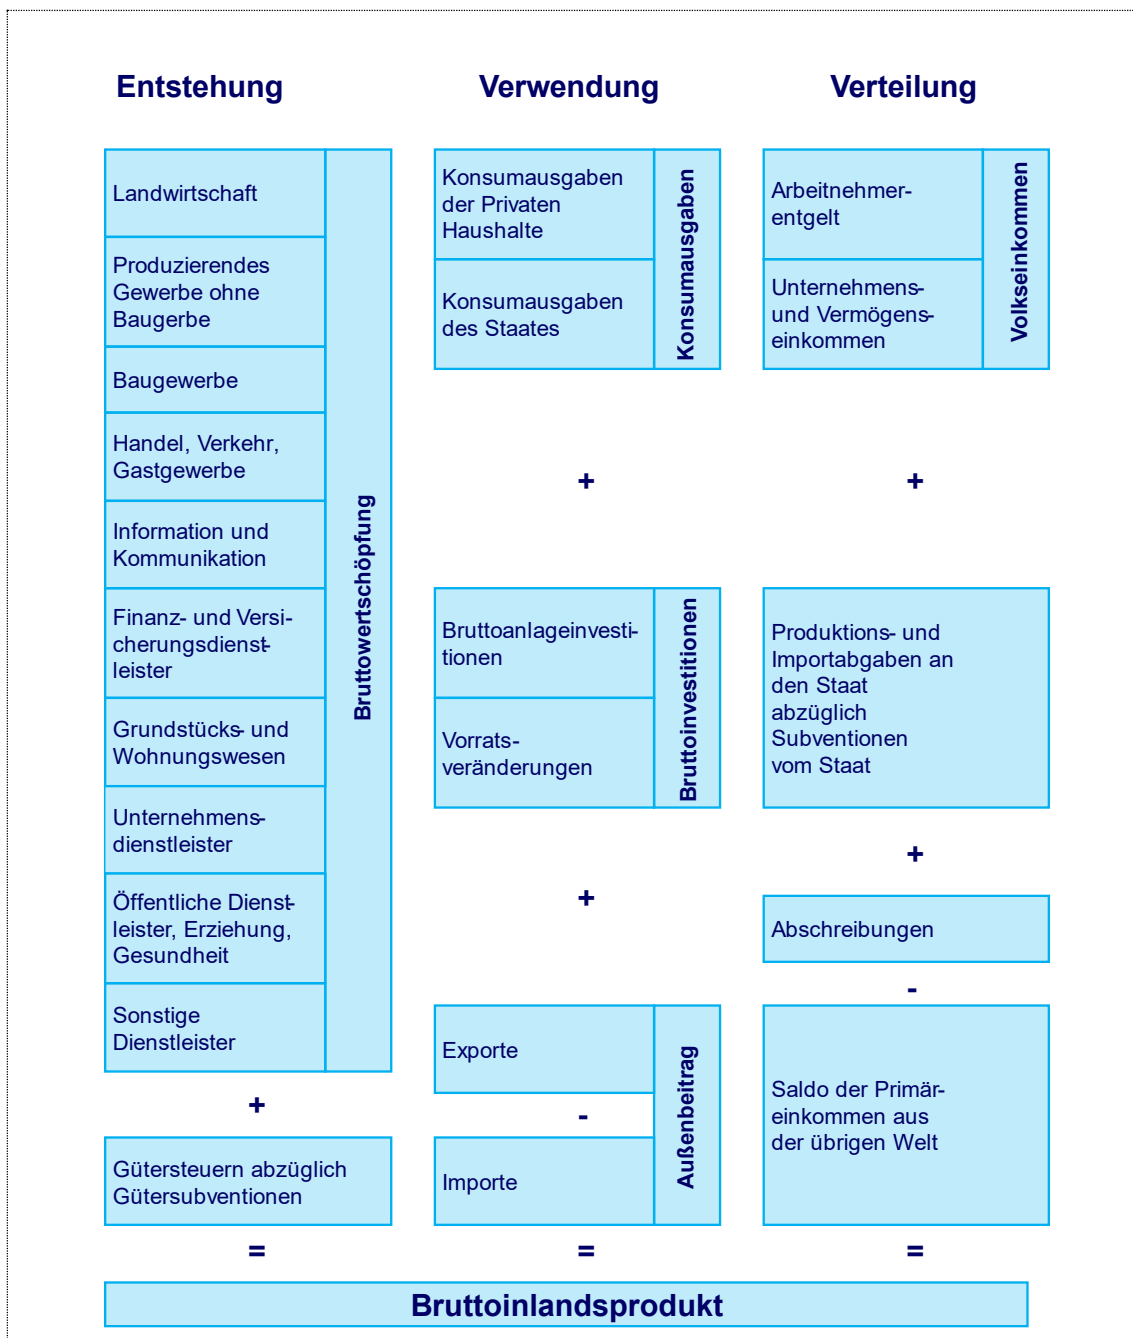 Entstehung
Landwirtschaft
Produzierendes
Gewerbe ohne
Baugerbe
Baugewerbe
Handel, Verkehr,
Gastgewerbe
Information und
Kommunikation
Finanz- und Versi-
cherungsdienst-
leister
Grundstücks- und
Wohnungswesen
Unternehmens-
dienstleister
Öffentliche Dienst-
leister, Erziehung,
Gesundheit
Sonstige
Dienstleister
Bruttowertschöpfung
+
Gütersteuern abzüglich
Gütersubventionen
=
Verwendung
Konsumausgaben
der Privaten
Haushalte
Konsumausgaben
des Staates
Konsumausgaben
+
Bruttoanlageinvesti-
tionen
Vorrats-
veränderungen
Bruttoinvestitionen
+
Exporte
-
Importe
Außenbeitrag
=
Verteilung
Arbeitnehmer-
entgelt
Unternehmens-
und Vermögens-
einkommen
Volkseinkommen
+
Produktions- und
Importabgaben an
den Staat
abzüglich
Subventionen
vom Staat
+
Abschreibungen
-
Saldo der Primär-
einkommen aus
der übrigen Welt
=
Bruttoinlandsprodukt